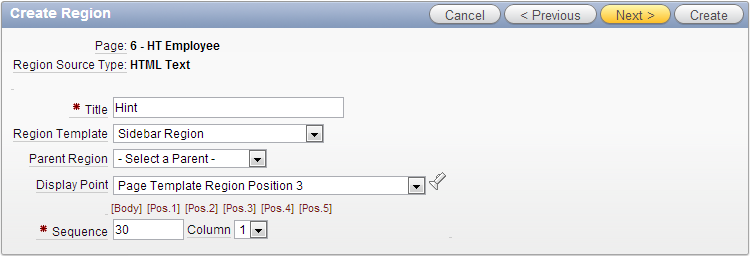 Create Region Cancel < Previous Next > Create
Page: 6 - HT Employee
Region Source Type: HTML Text
* Title Hint
Region Template Sidebar Region
Parent Region - Select a Parent -
Display Point Page Template Region Position 3
[Body] [Pos.1] [Pos.2] [Pos.3] [Pos.4] [Pos.5]
* Sequence 30 Column 1